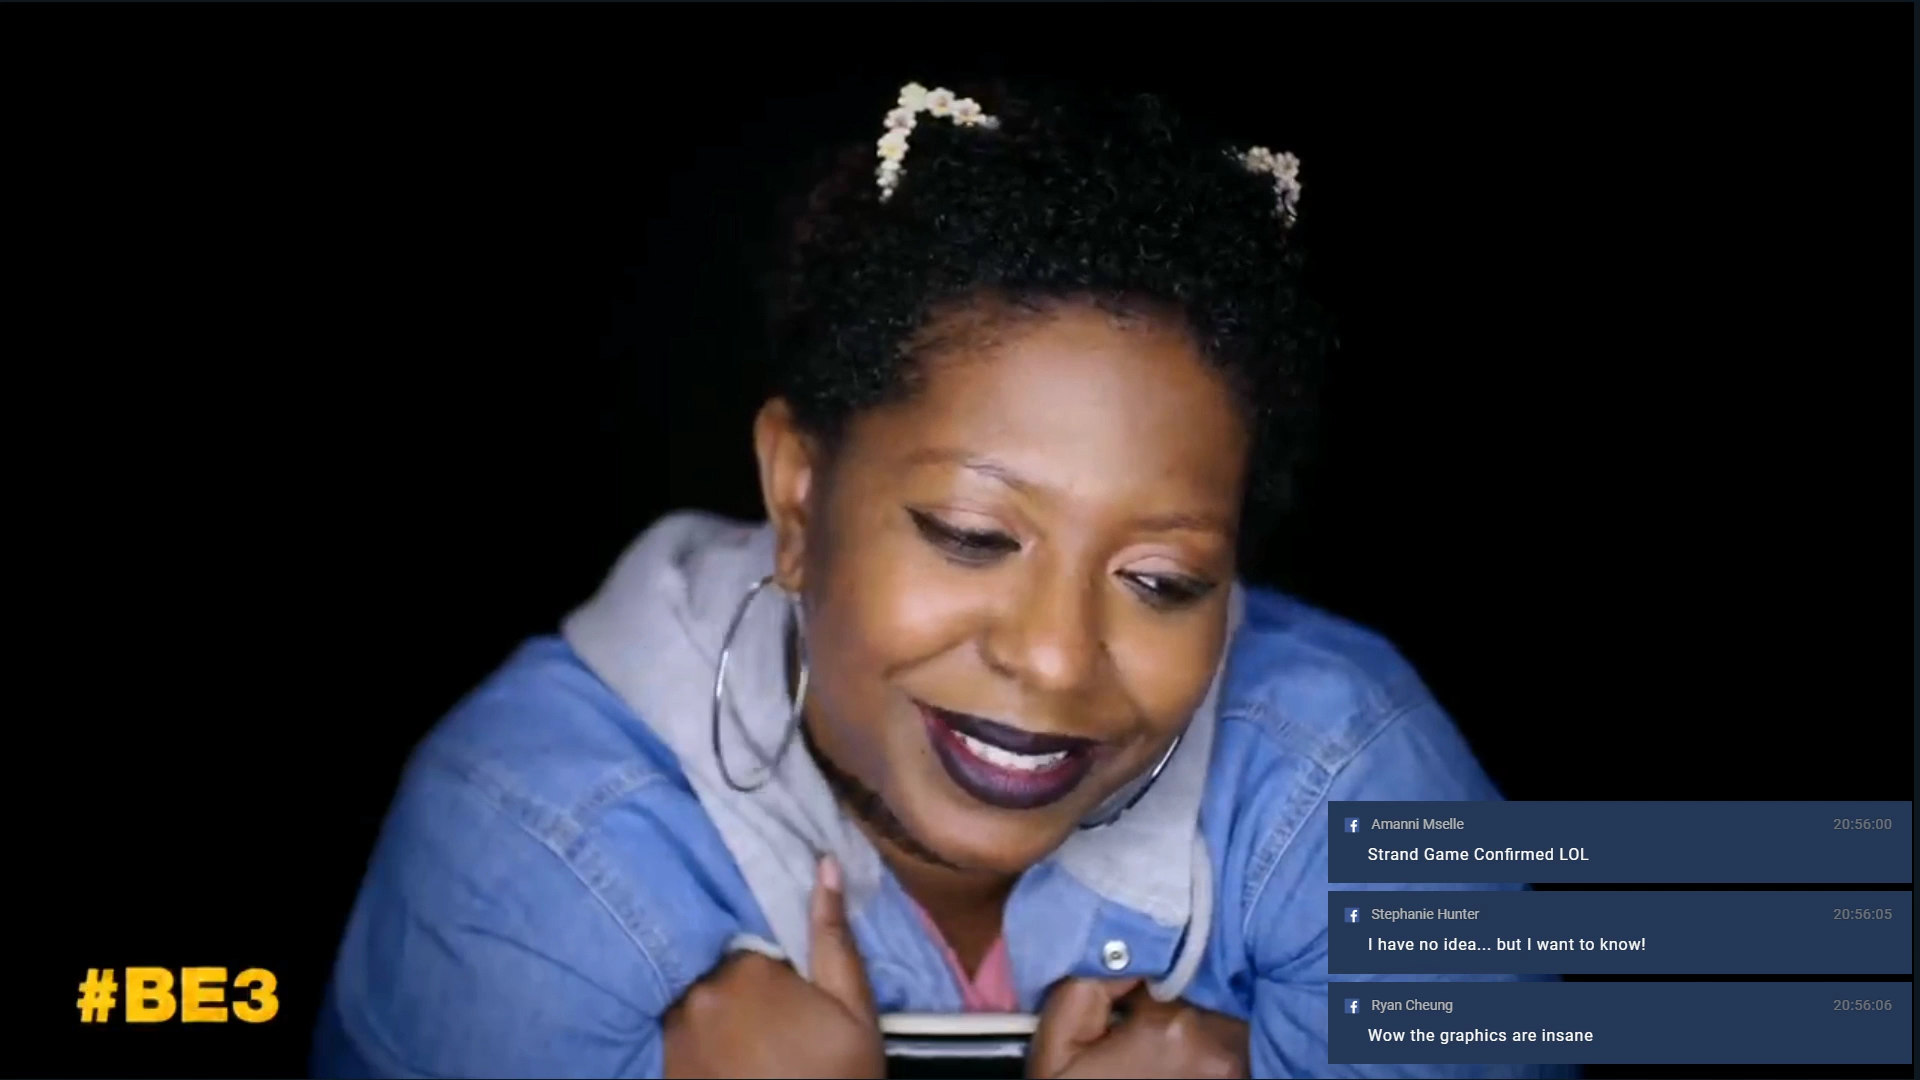 #BE3
Amanni Mselle 20:56:00
Strand Game Confirmed LOL
Stephanie Hunter 20:56:05
I have no idea... but I want to know!
Ryan Cheung 20:56:06
Wow the graphics are insane